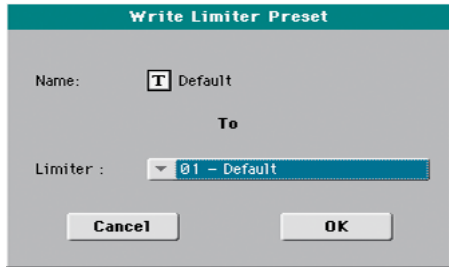 Write Limiter Preset
Name: T Default
To
Limiter : 01 - Default
Cancel OK